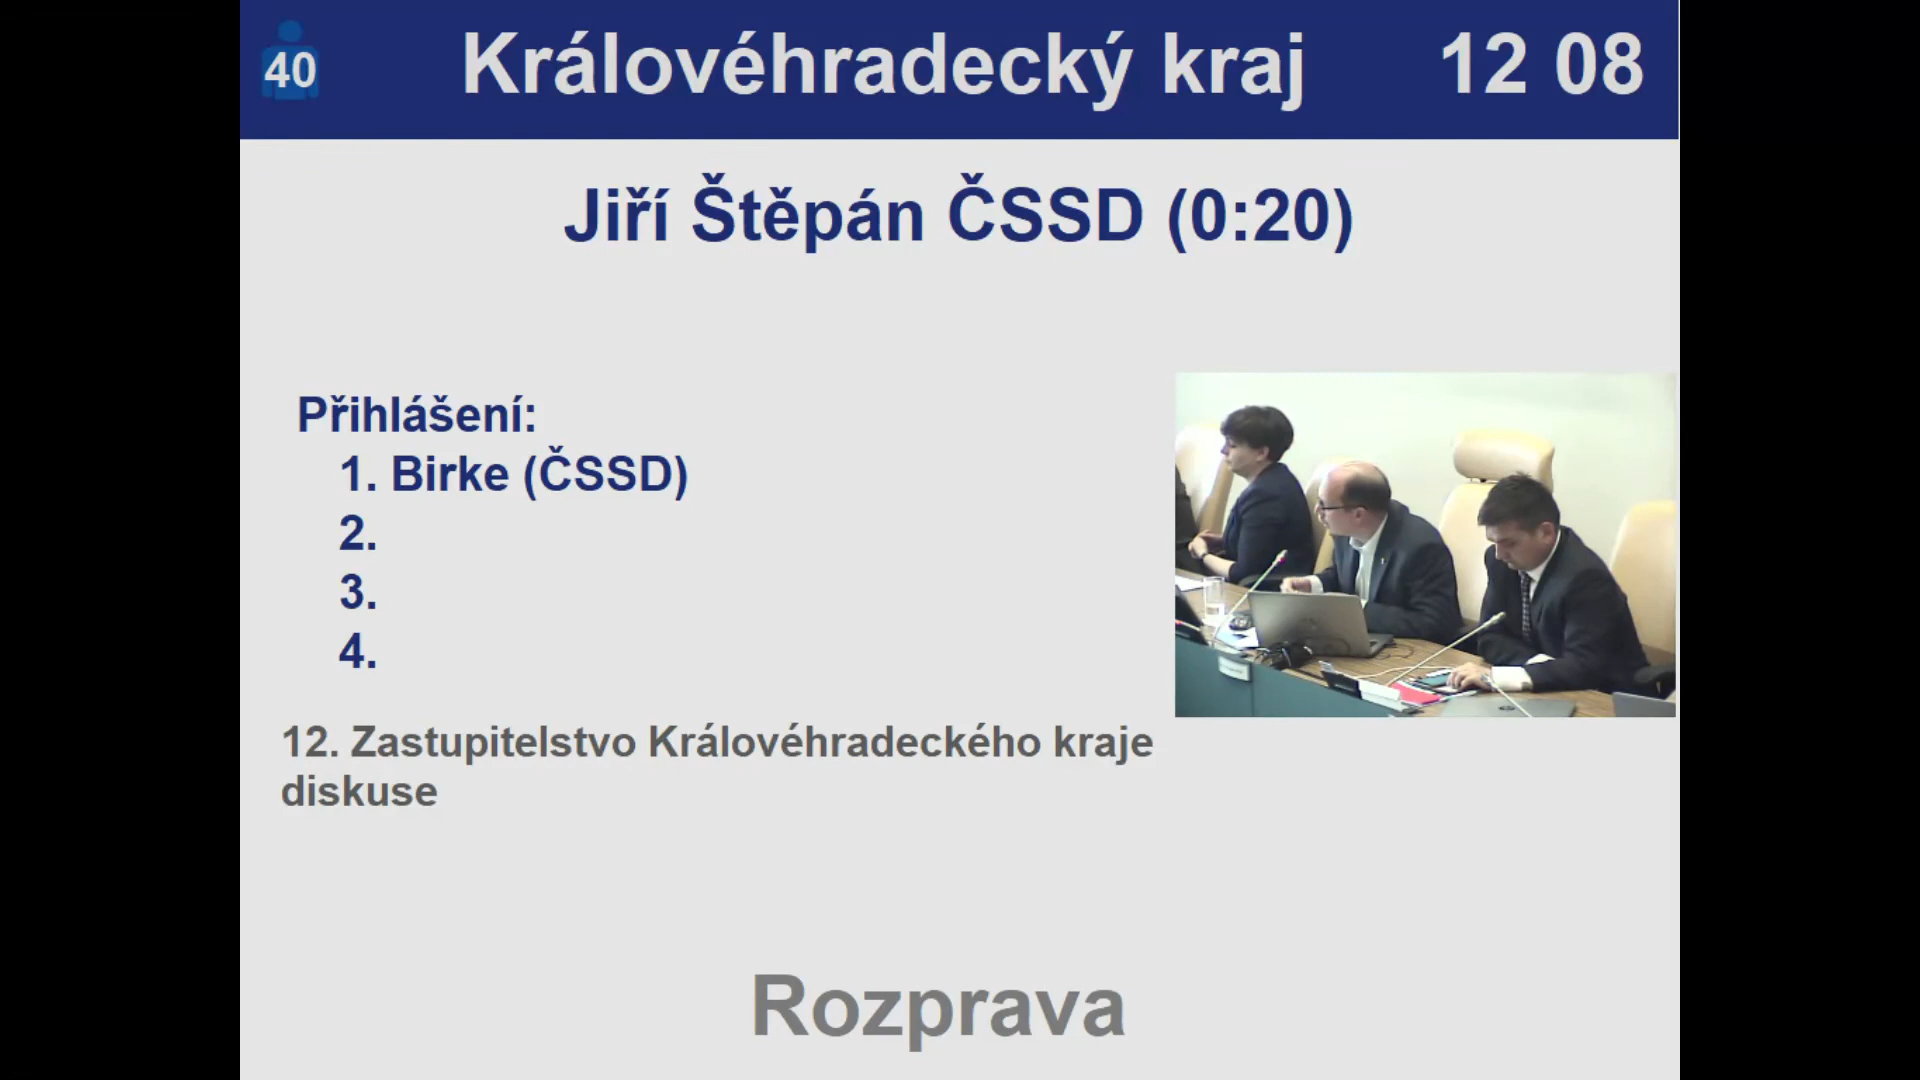 40
Královéhradecký kraj
12 08
Jiří Štěpán ČSSD (0:20)
Přihlášení:
1. Birke (ČSSD)
2.
3.
4.
12. Zastupitelstvo Královéhradeckého kraje
diskuse
Rozprava